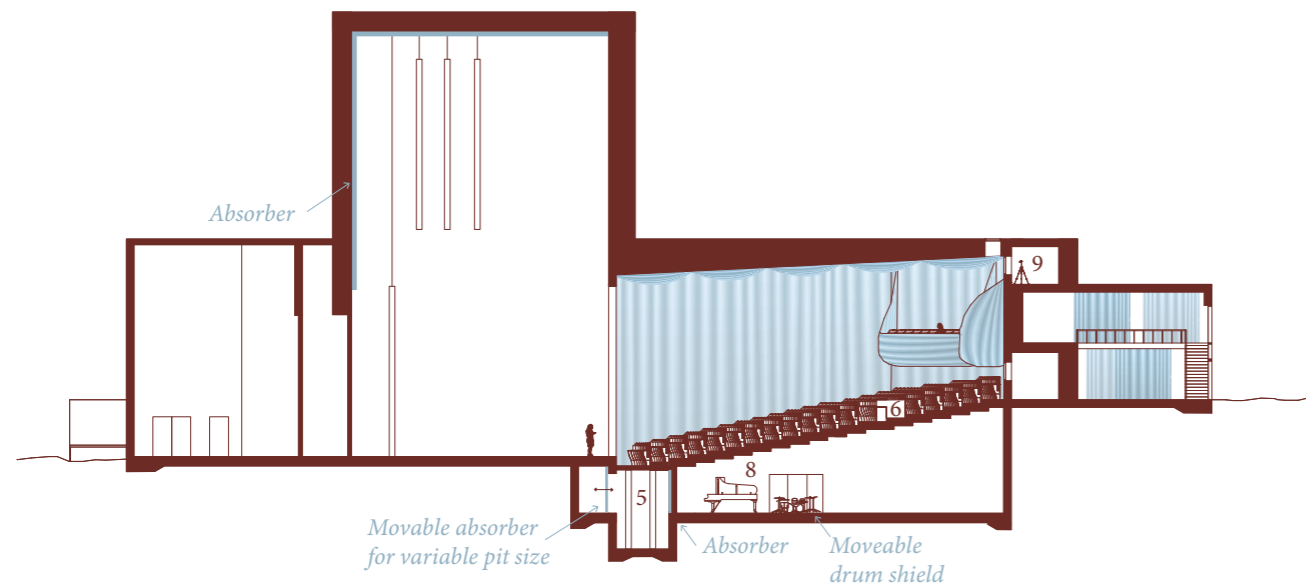 Absorber
9
6
8
5
Movable absorber
for variable pit size
Absorber
Moveable
drum shield